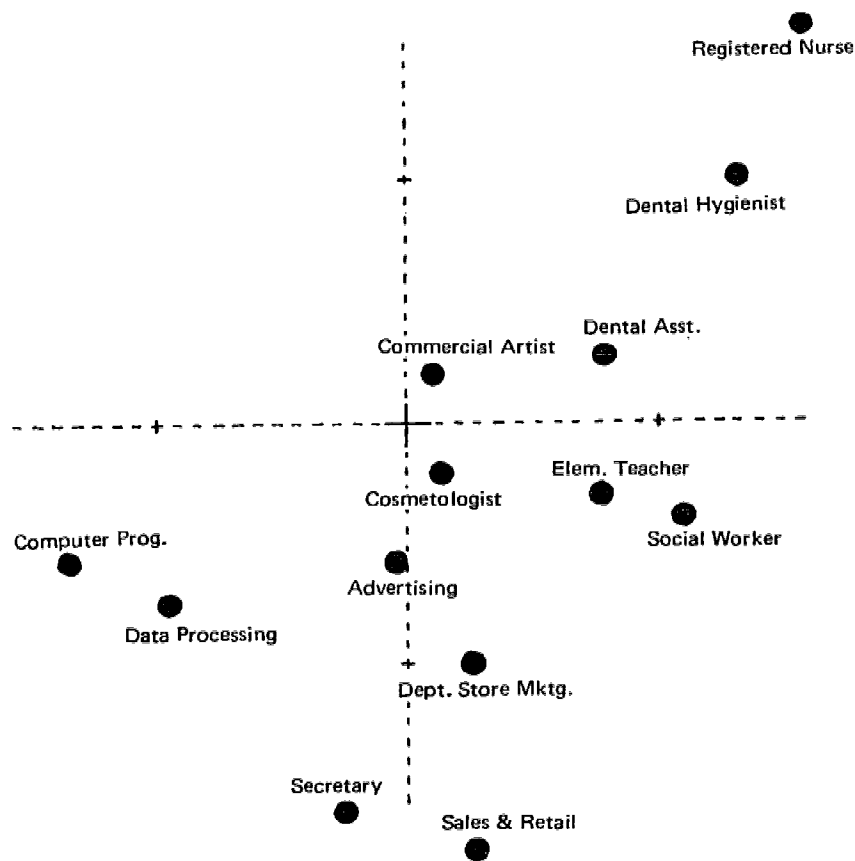 Registered Nurse
Dental Hygienist
Dental Asst.
Commercial Artist
Elem. Teacher
Cosmetologist
Social Worker
Computer Prog.
Advertising
Data Processing
Dept. Store Mktg.
Secretary
Sales & Retail